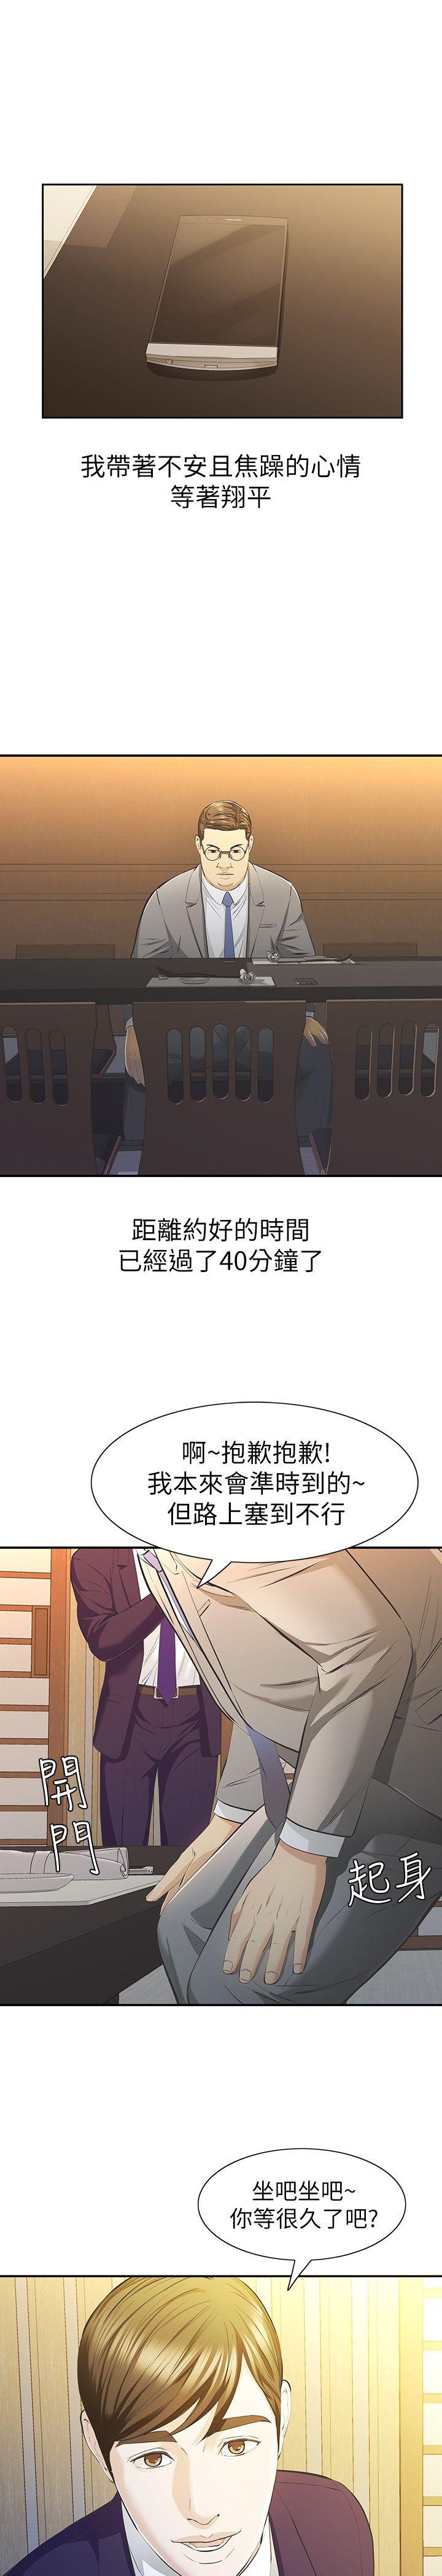 我帶著不安且焦躁的心情
等著翔平
距離約好的時間
已經過了40分鐘了
啊~抱歉抱歉!
我本來會準時到的~
但路上塞到不行
開門
起身
坐吧坐吧~
你等很久了吧?